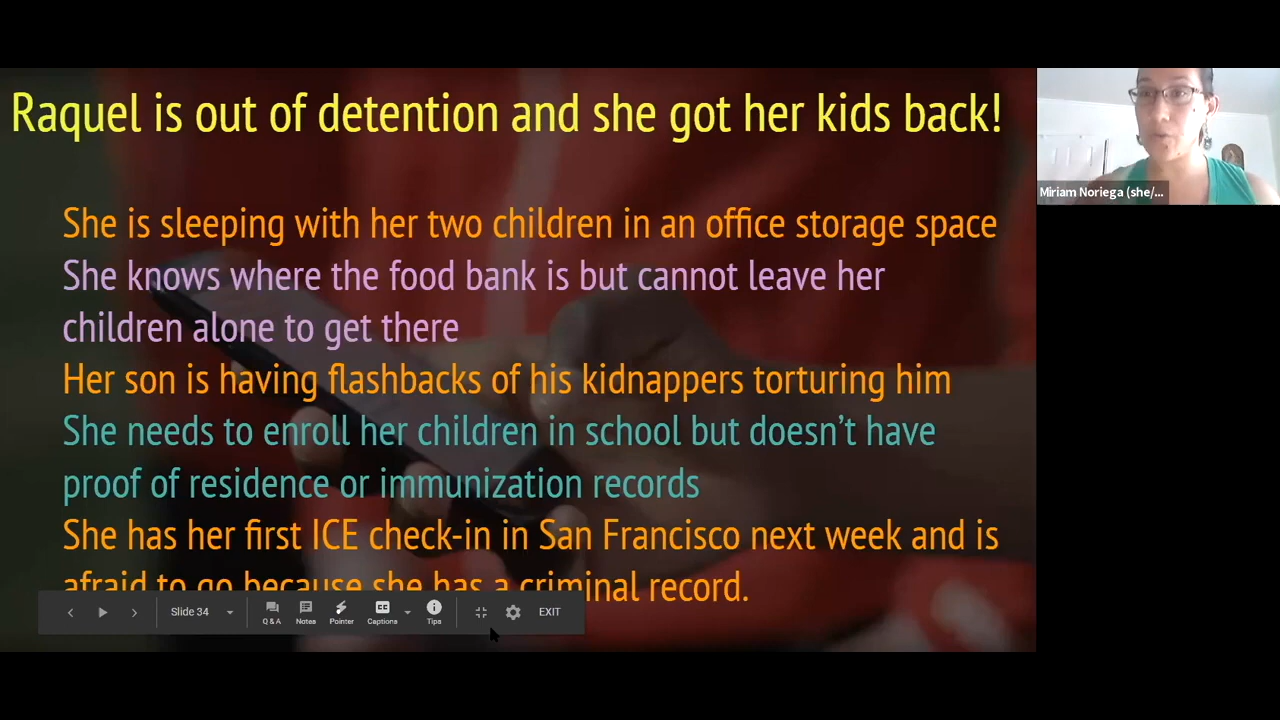 Raquel is out of detention and she got her kids back!
Miriam Noriega (she/...
She is sleeping with her two children in an office storage space
She knows where the food bank is but cannot leave her
children alone to get there
Her son is having flashbacks of his kidnappers torturing him
She needs to enroll her children in school but doesn't have
proof of residence or immunization records
She has her first ICE check-in in San Francisco next week and is
afraid to go because she has a criminal record.
Slide 34
Q & A
Notes
Pointer
CC
Captions
Tips
EXIT